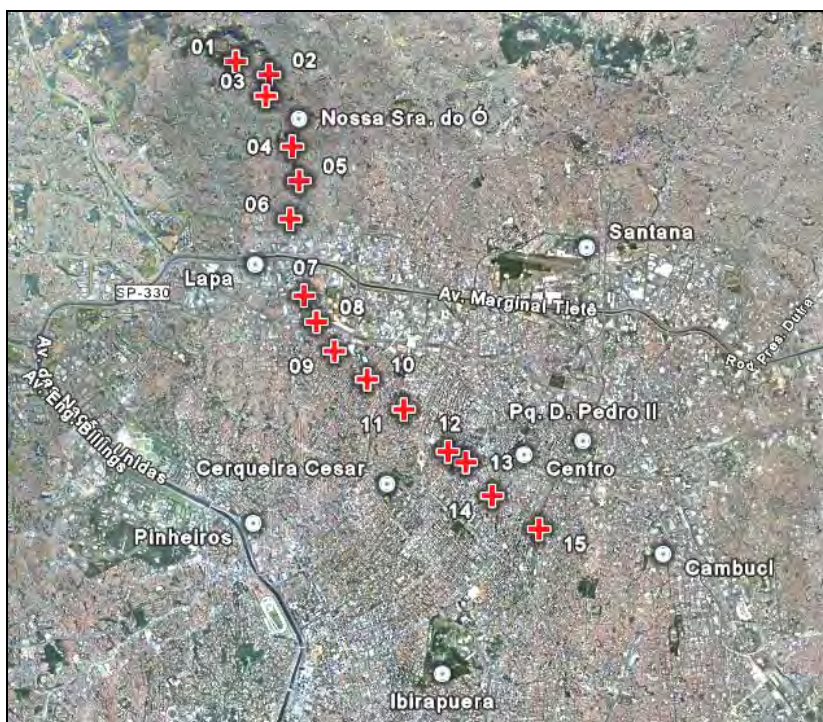 01
02
03
Nossa Sra. do Ó
04
05
06
Santana
Lapa
07
SP-330
Av. Marginal Tietê
08
Rod. Pres. Dutra
09
10
Av. das Nações Unidas
Av. Eng. Billings
11
Pq. D. Pedro II
12
Cerqueira Cesar
13
Centro
14
Pinheiros
15
Cambuci
Ibirapuera